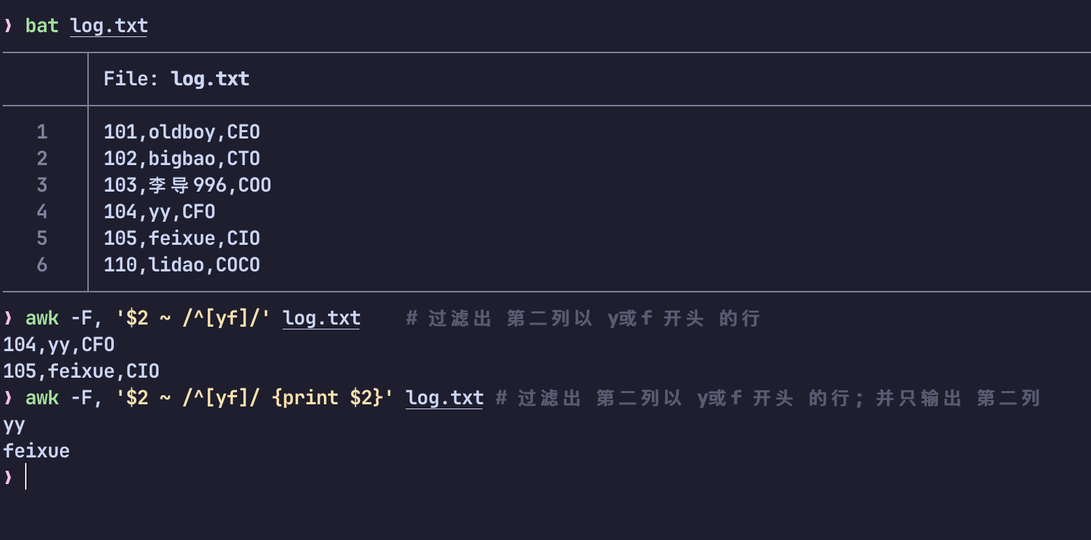 ❯ bat log.txt
File: log.txt
1 101,oldboy,CEO
2 102,bigbao,CTO
3 103,李导996,COO
4 104,yy,CFO
5 105,feixue,CIO
6 110,lidao,COCO
❯ awk -F, '$2 ~ /^[yf]/' log.txt # 过滤出 第二列以 y或f 开头 的行
104,yy,CFO
105,feixue,CIO
❯ awk -F, '$2 ~ /^[yf]/ {print $2}' log.txt # 过滤出 第二列以 y或f 开头 的行；并只输出 第二列
yy
feixue
❯